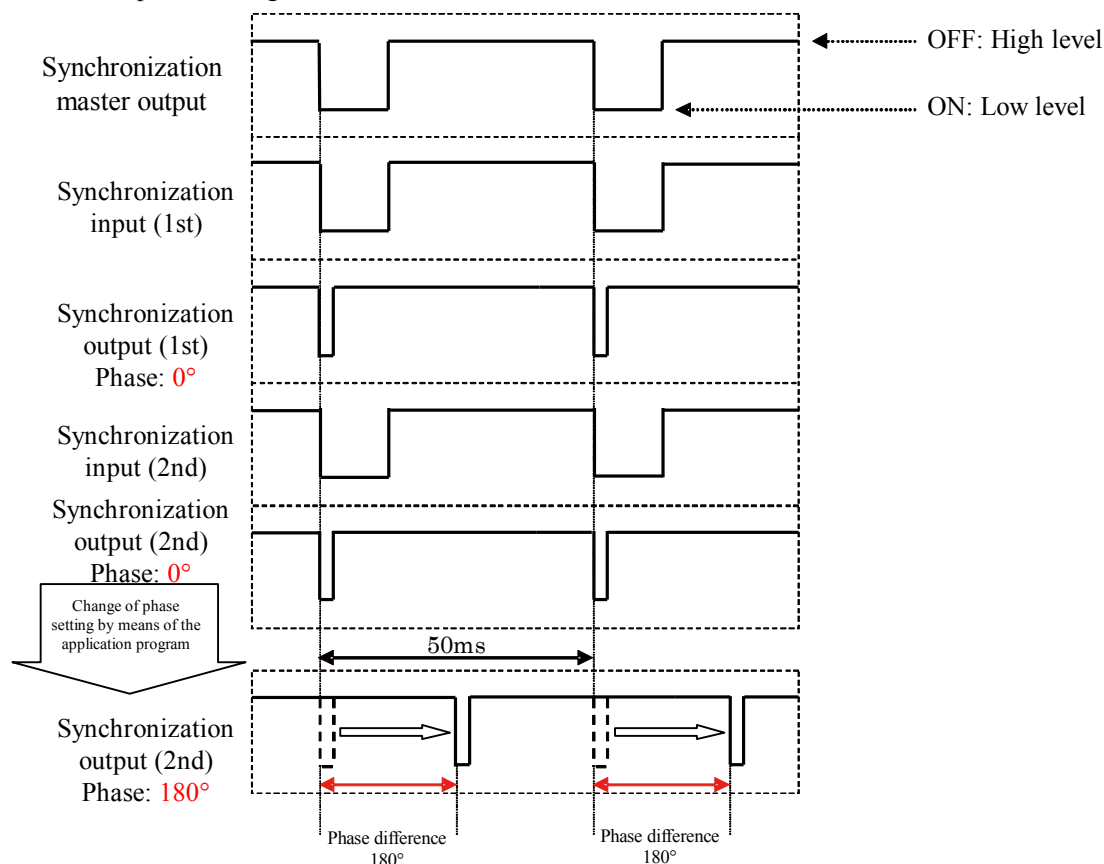 OFF: High level
Synchronization
master output
ON: Low level
Synchronization
input (1st)
Synchronization
output (1st)
Phase: 0°
Synchronization
input (2nd)
Synchronization
output (2nd)
Phase: 0°
Change of phase
setting by means of the
application program
50ms
Synchronization
output (2nd)
Phase: 180°
Phase difference
180°
Phase difference
180°